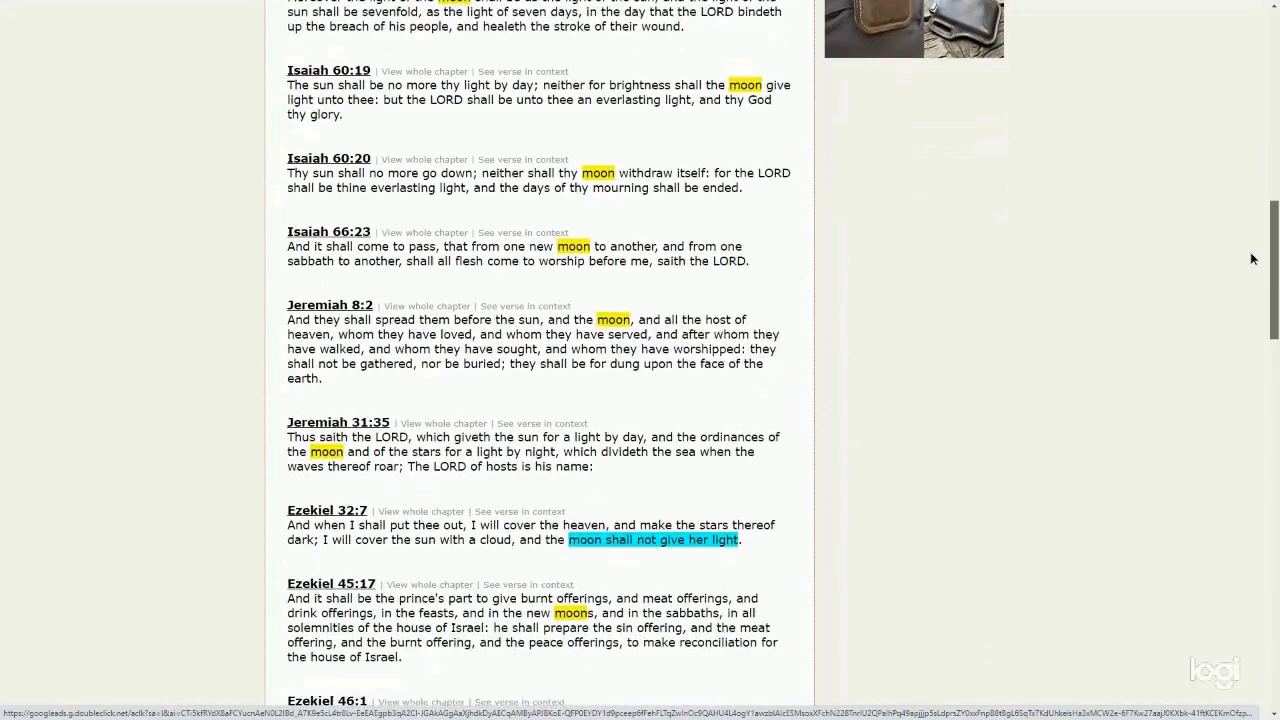 sun shall be sevenfold, as the light of seven days, in the day that the LORD bindeth
up the breach of his people, and healeth the stroke of their wound.
Isaiah 60:19 | View whole chapter | See verse in context
The sun shall be no more thy light by day; neither for brightness shall the moon give
light unto thee: but the LORD shall be unto thee an everlasting light, and thy God
thy glory.
Isaiah 60:20 | View whole chapter | See verse in context
Thy sun shall no more go down; neither shall thy moon withdraw itself: for the LORD
shall be thine everlasting light, and the days of thy mourning shall be ended.
Isaiah 66:23 | View whole chapter | See verse in context
And it shall come to pass, that from one new moon to another, and from one
sabbath to another, shall all flesh come to worship before me, saith the LORD.
Jeremiah 8:2 | View whole chapter | See verse in context
And they shall spread them before the sun, and the moon, and all the host of
heaven, whom they have loved, and whom they have served, and after whom they
have walked, and whom they have sought, and whom they have worshipped: they
shall not be gathered, nor be buried; they shall be for dung upon the face of the
earth.
Jeremiah 31:35 | View whole chapter | See verse in context
Thus saith the LORD, which giveth the sun for a light by day, and the ordinances of
the moon and of the stars for a light by night, which divideth the sea when the
waves thereof roar; The LORD of hosts is his name:
Ezekiel 32:7 | View whole chapter | See verse in context
And when I shall put thee out, I will cover the heaven, and make the stars thereof
dark; I will cover the sun with a cloud, and the moon shall not give her light.
Ezekiel 45:17 | View whole chapter | See verse in context
And it shall be the prince's part to give burnt offerings, and meat offerings, and
drink offerings, in the feasts, and in the new moons, and in the sabbaths, in all
solemnities of the house of Israel: he shall prepare the sin offering, and the meat
offering, and the burnt offering, and the peace offerings, to make reconciliation for
the house of Israel.
logi
Ezekiel 46:1 | View whole chapter | See verse in context